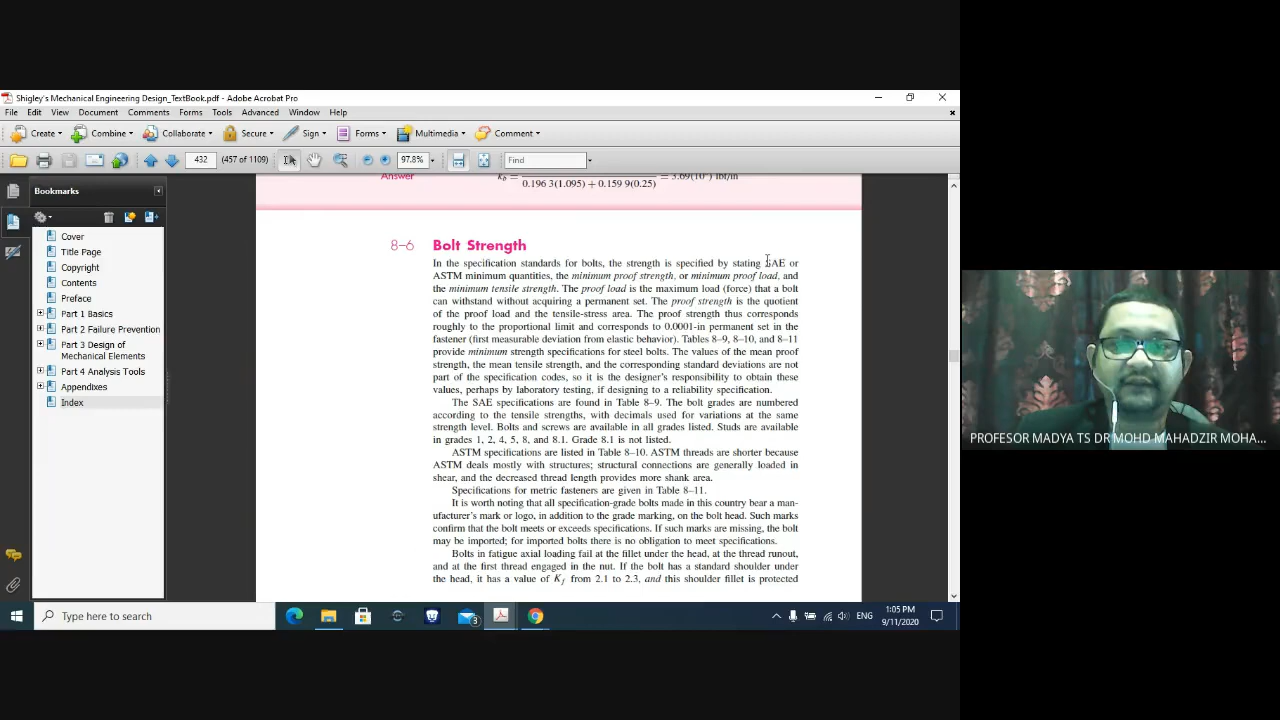 Shigley's Mechanical Engineering Design_TextBook.pdf - Adobe Acrobat Pro
File Edit View Document Comments Forms Tools Advanced Window Help
Create Combine Collaborate Secure Sign Forms Multimedia Comment
432 (457 of 1109) 97.8% Find
Bookmarks
Cover
Title Page
Copyright
Contents
Preface
Part 1 Basics
Part 2 Failure Prevention
Part 3 Design of
Mechanical Elements
Part 4 Analysis Tools
Appendixes
Index
Answer
0.196 3(1.095) + 0.159 9(0.25)
8–6 Bolt Strength
In the specification standards for bolts, the strength is specified by stating SAE or
ASTM minimum quantities, the minimum proof strength, or minimum proof load, and
the minimum tensile strength. The proof load is the maximum load (force) that a bolt
can withstand without acquiring a permanent set. The proof strength is the quotient
of the proof load and the tensile-stress area. The proof strength thus corresponds
roughly to the proportional limit and corresponds to 0.0001-in permanent set in the
fastener (first measurable deviation from elastic behavior). Tables 8–9, 8–10, and 8–11
provide minimum strength specifications for steel bolts. The values of the mean proof
strength, the mean tensile strength, and the corresponding standard deviations are not
part of the specification codes, so it is the designer's responsibility to obtain these
values, perhaps by laboratory testing, if designing to a reliability specification.
The SAE specifications are found in Table 8–9. The bolt grades are numbered
according to the tensile strengths, with decimals used for variations at the same
strength level. Bolts and screws are available in all grades listed. Studs are available
in grades 1, 2, 4, 5, 8, and 8.1. Grade 8.1 is not listed.
ASTM specifications are listed in Table 8–10. ASTM threads are shorter because
ASTM deals mostly with structures; structural connections are generally loaded in
shear, and the decreased thread length provides more shank area.
Specifications for metric fasteners are given in Table 8–11.
It is worth noting that all specification-grade bolts made in this country bear a man-
ufacturer's mark or logo, in addition to the grade marking, on the bolt head. Such marks
confirm that the bolt meets or exceeds specifications. If such marks are missing, the bolt
may be imported; for imported bolts there is no obligation to meet specifications.
Bolts in fatigue axial loading fail at the fillet under the head, at the thread runout,
and at the first thread engaged in the nut. If the bolt has a standard shoulder under
the head, it has a value of Kf from 2.1 to 2.3, and this shoulder fillet is protected
PROFESOR MADYA TS DR MOHD MAHADZIR MOHA...
Type here to search
3
ENG
1:05 PM
9/11/2020